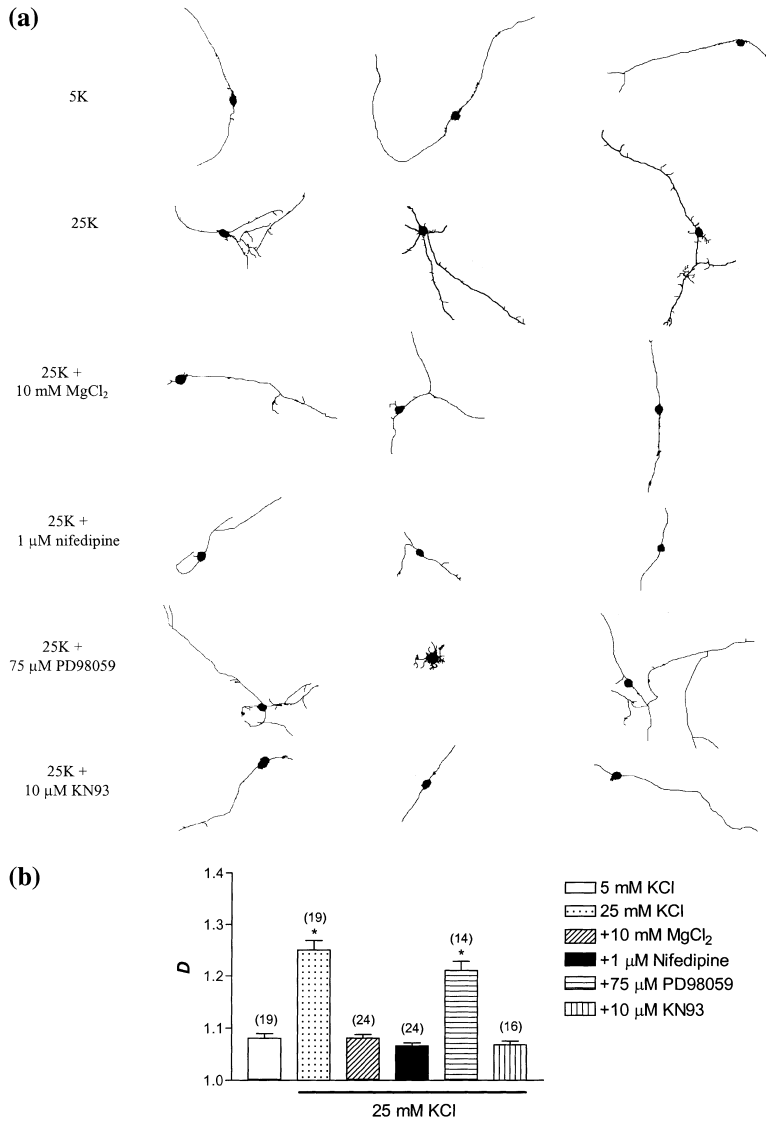 (a)
5K
25K
25K +
10 mM MgCl₂
25K +
1 μM nifedipine
25K +
75 μM PD98059
25K +
10 μM KN93
(b)
1.4
1.3
1.2
1.1
1.0
D
(19)
(19)
*
(24)
(24)
(14)
*
(16)
25 mM KCl
5 mM KCl
25 mM KCl
+10 mM MgCl₂
+1 μM Nifedipine
+75 μM PD98059
+10 μM KN93